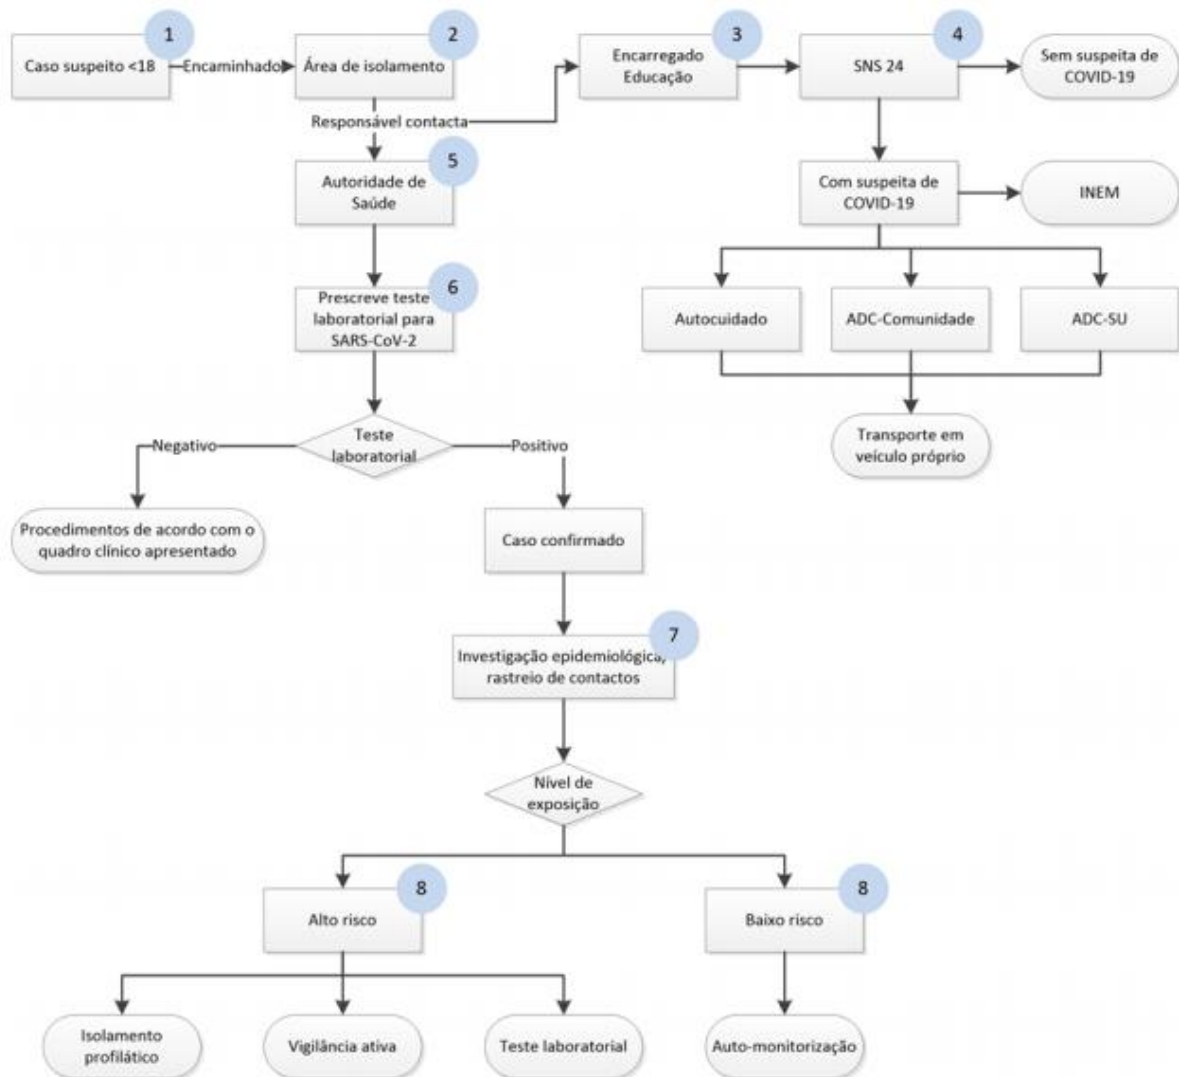 1
2
3
4
Caso suspeito <18
Encaminhado
Área de isolamento
Encarregado
Educação
SNS 24
Sem suspeita de
COVID-19
Responsável contacta
5
Autoridade de
Saúde
Com suspeita de
COVID-19
INEM
6
Prescreve teste
laboratorial para
SARS-CoV-2
Autocuidado
ADC-Comunidade
ADC-SU
Negativo
Teste
laboratorial
Positivo
Transporte em
veículo próprio
Procedimentos de acordo com o
quadro clínico apresentado
Caso confirmado
7
Investigação epidemiológica,
rastreio de contactos
Nível de
exposição
8
8
Alto risco
Baixo risco
Isolamento
profilático
Vigilância ativa
Teste laboratorial
Auto-monitorização